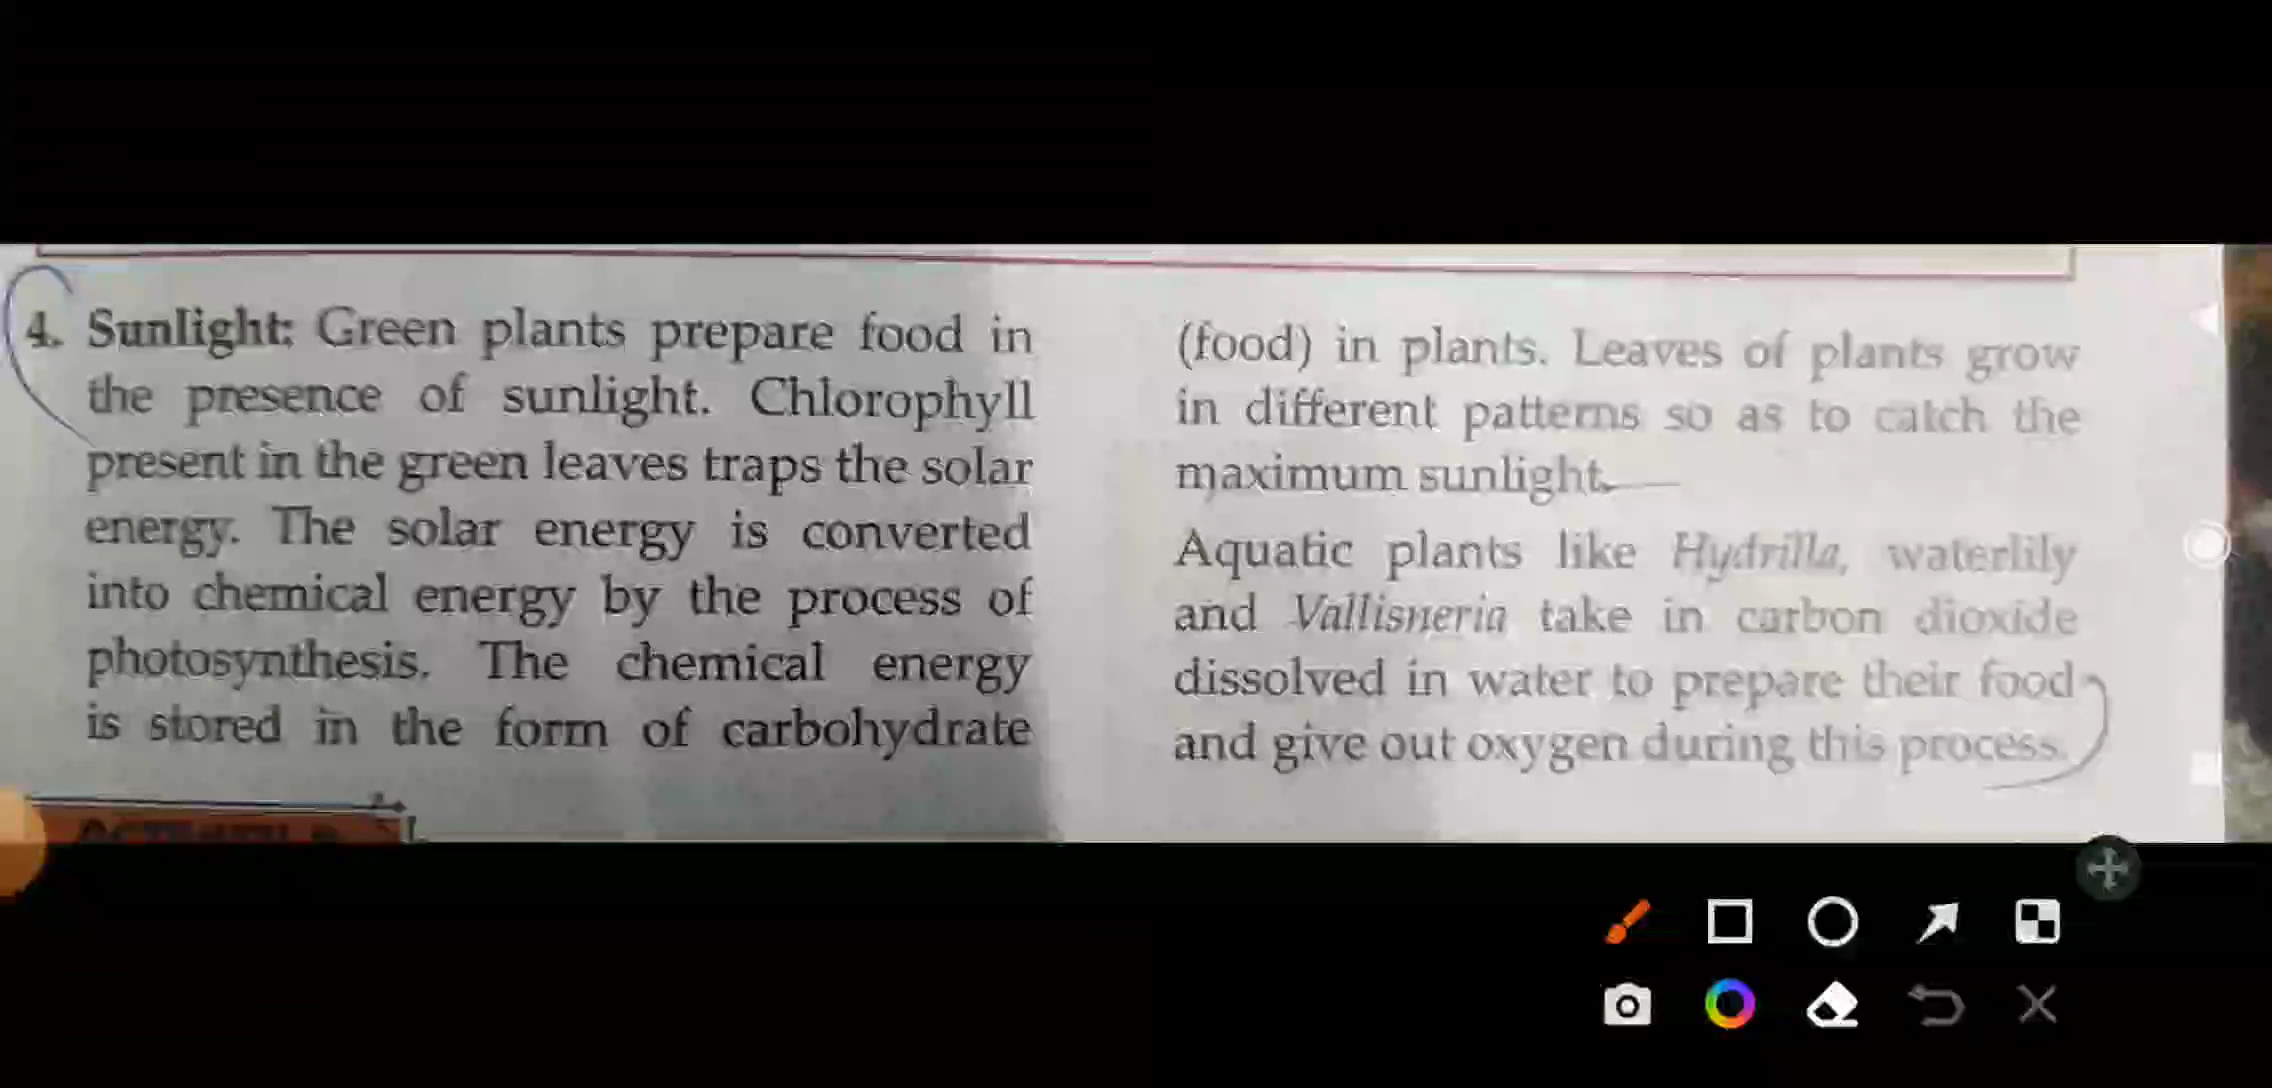 4. Sunlight: Green plants prepare food in
the presence of sunlight. Chlorophyll
present in the green leaves traps the solar
energy. The solar energy is converted
into chemical energy by the process of
photosynthesis. The chemical energy
is stored in the form of carbohydrate
(food) in plants. Leaves of plants grow
in different patterns so as to catch the
maximum sunlight.
Aquatic plants like Hydrilla, waterlily
and Vallisneria take in carbon dioxide
dissolved in water to prepare their food
and give out oxygen during this process.